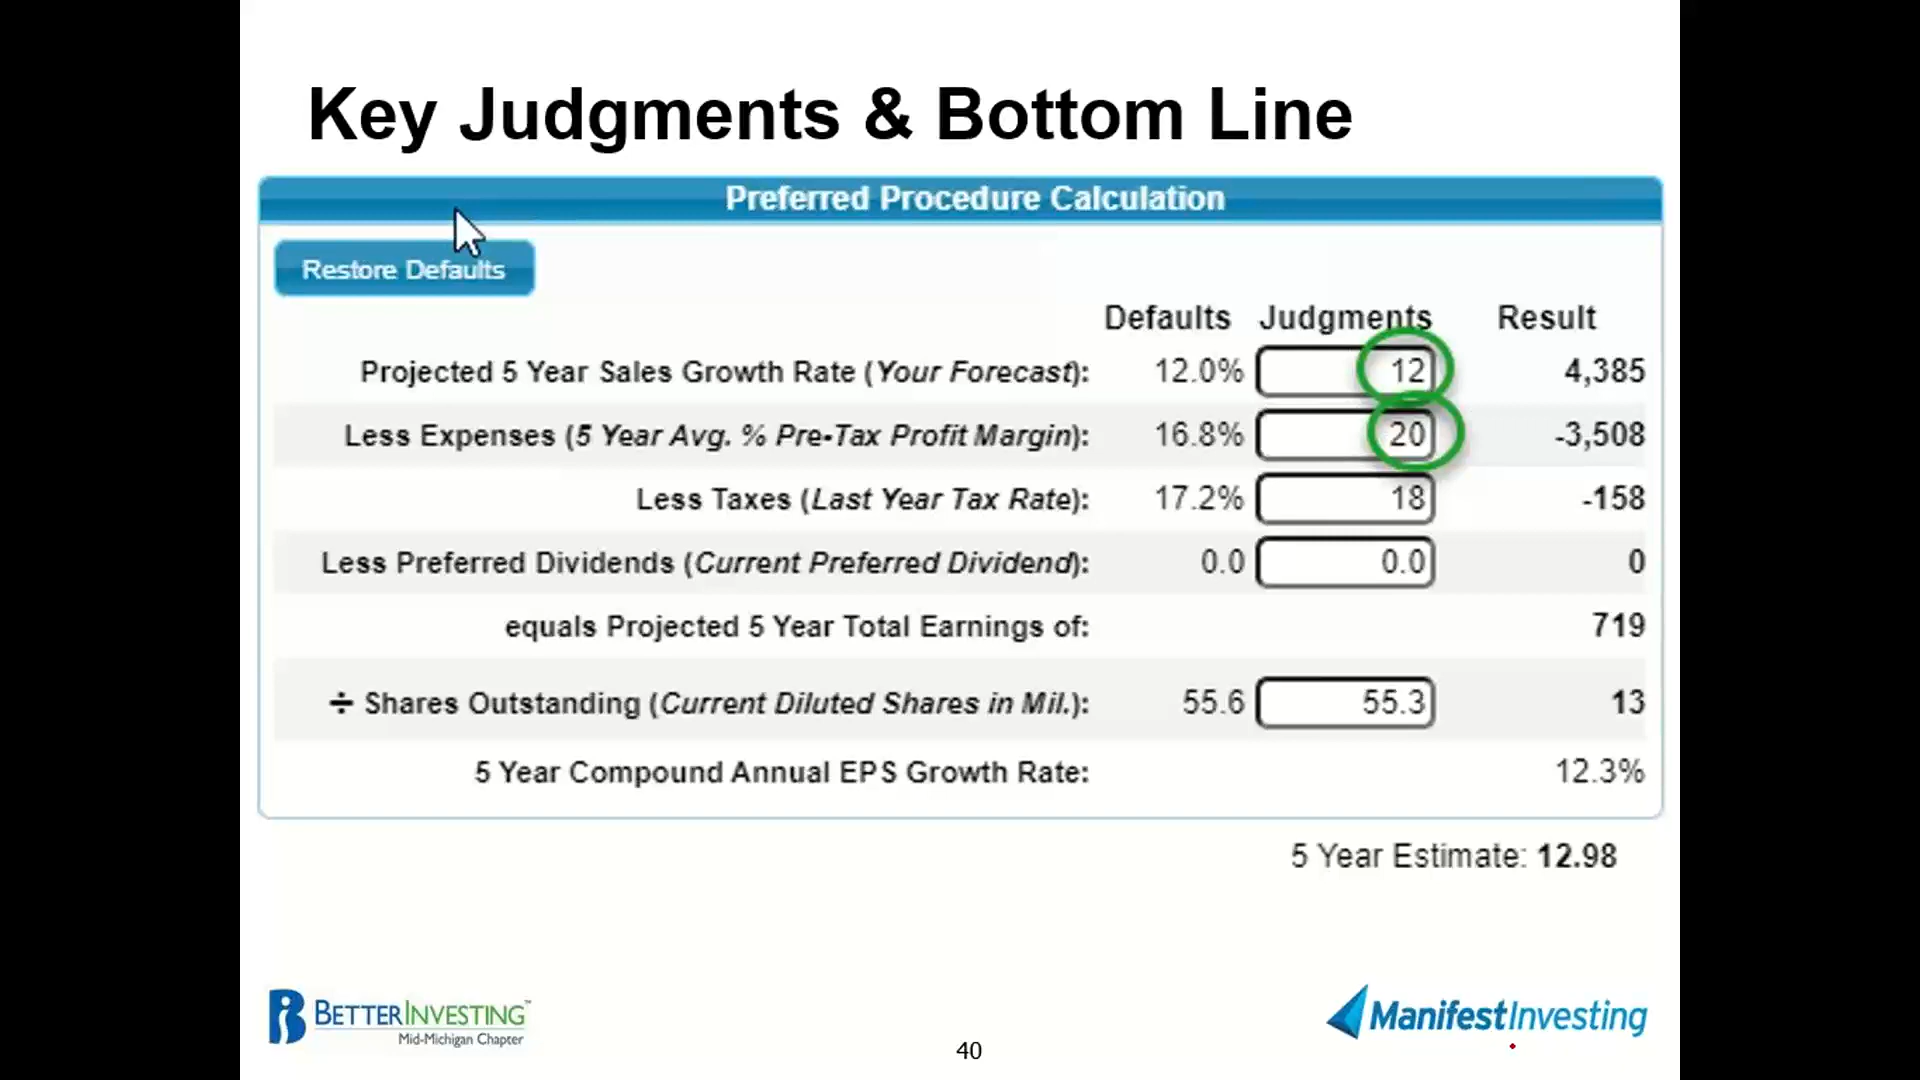 Key Judgments & Bottom Line
Preferred Procedure Calculation
Restore Defaults
Defaults Judgments Result
Projected 5 Year Sales Growth Rate (Your Forecast): 12.0% 12 4,385
Less Expenses (5 Year Avg. % Pre-Tax Profit Margin): 16.8% 20 -3,508
Less Taxes (Last Year Tax Rate): 17.2% 18 -158
Less Preferred Dividends (Current Preferred Dividend): 0.0 0.0 0
equals Projected 5 Year Total Earnings of: 719
÷ Shares Outstanding (Current Diluted Shares in Mil.): 55.6 55.3 13
5 Year Compound Annual EPS Growth Rate: 12.3%
5 Year Estimate: 12.98
BETTERINVESTING™
Mid-Michigan Chapter
40
ManifestInvesting